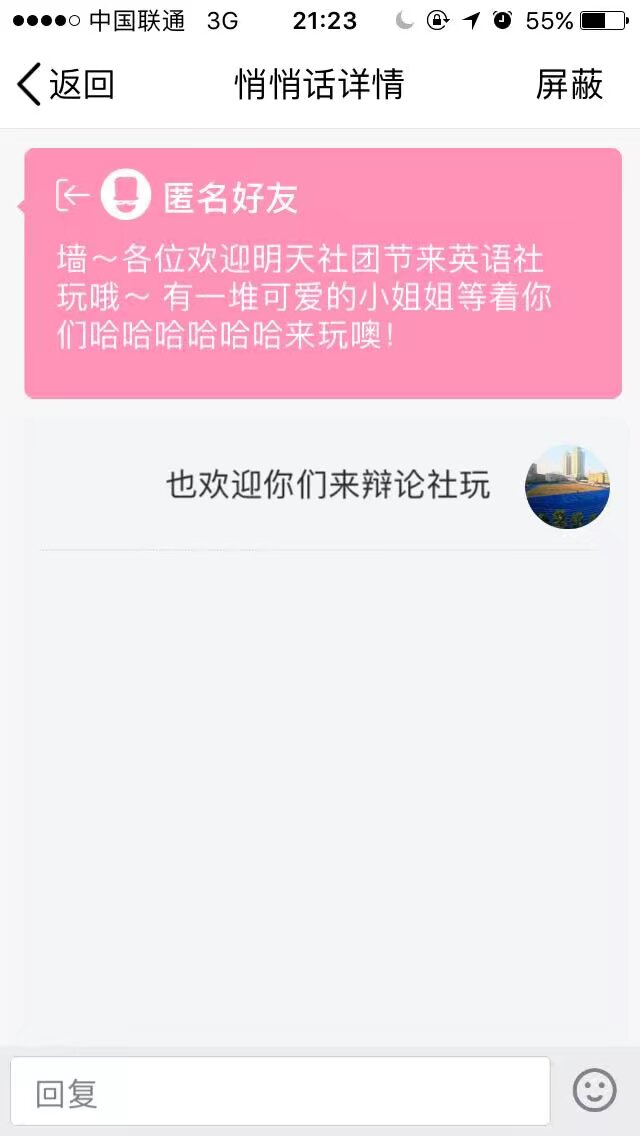 中国联通 3G 21:23 55%
返回 悄悄话详情 屏蔽
匿名好友
墙～各位欢迎明天社团节来英语社
玩哦～ 有一堆可爱的小姐姐等着你
们哈哈哈哈哈哈来玩噢！
也欢迎你们来辩论社玩
回复